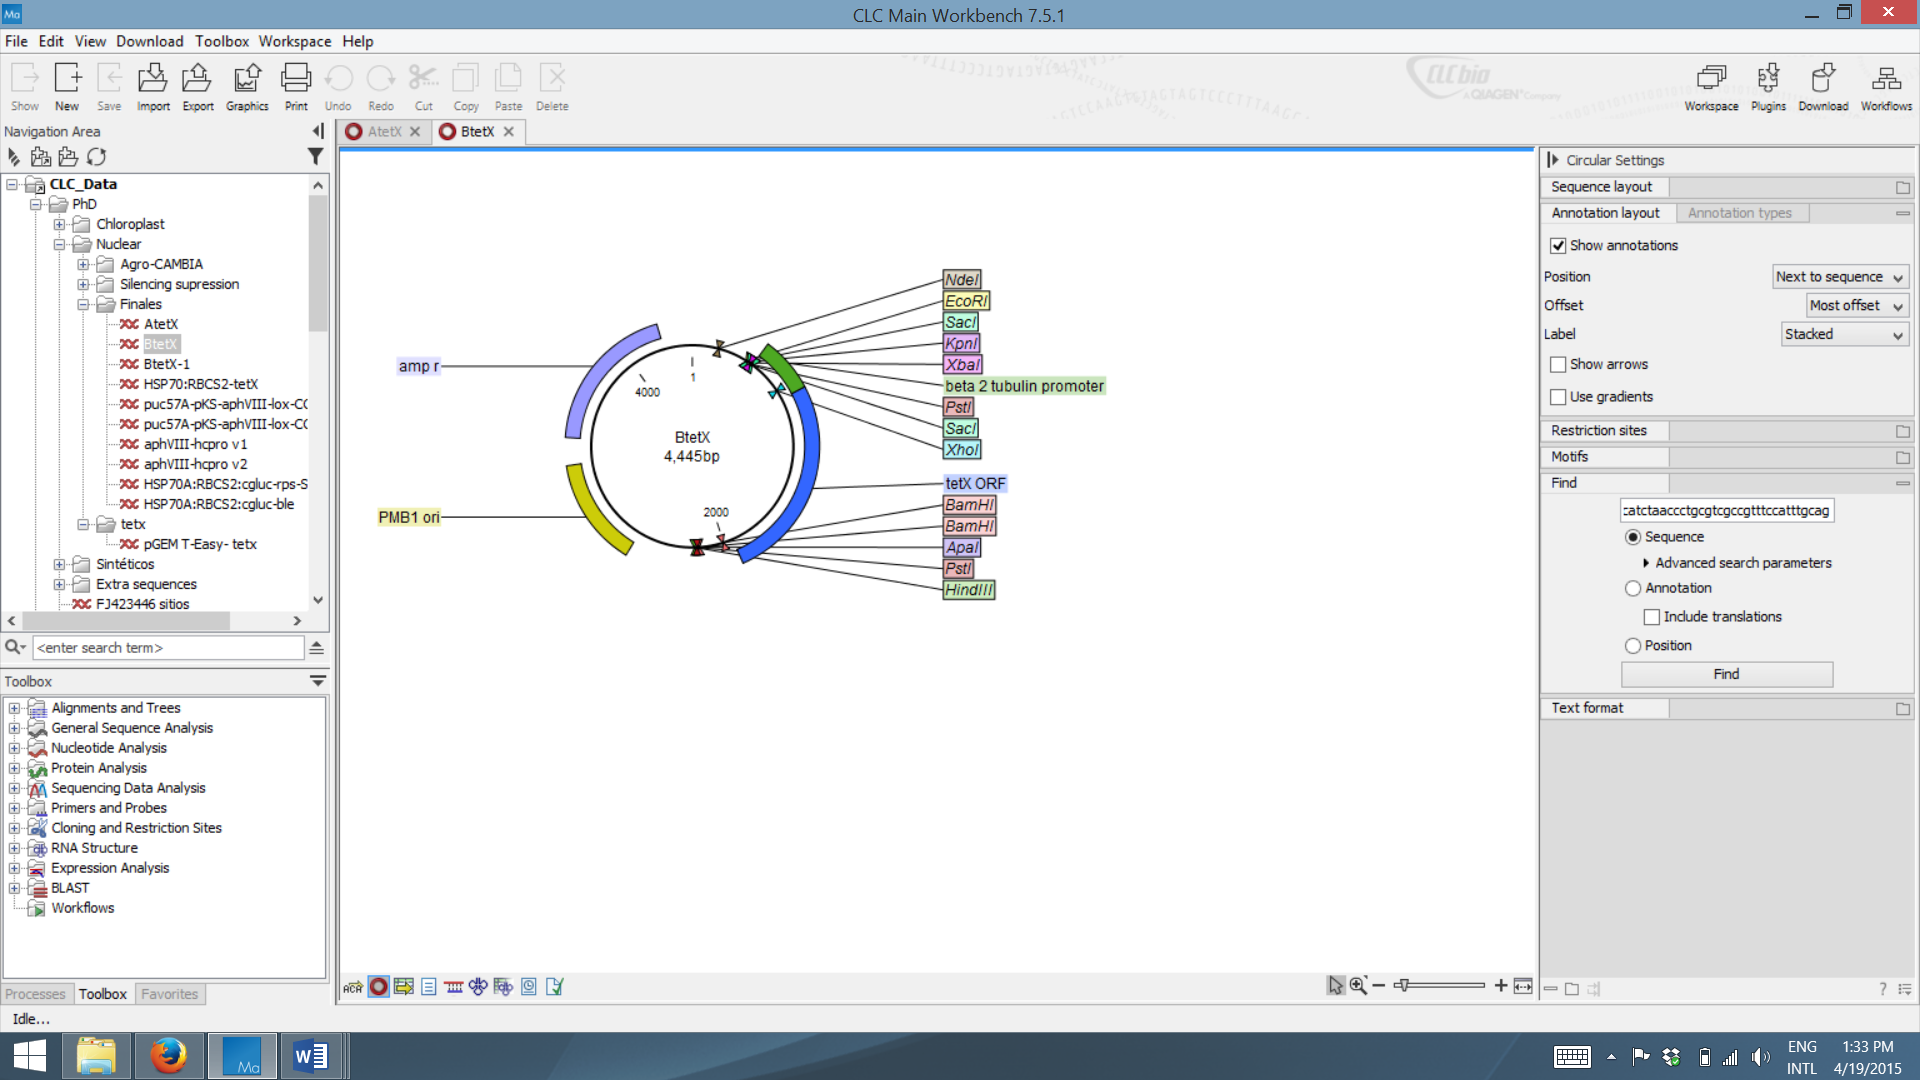 CLC Main Workbench 7.5.1
File Edit View Download Toolbox Workspace Help
Show New Save Import Export Graphics Print Undo Redo Cut Copy Paste Delete
CLC bio
A QIAGEN Company
Workspace Plugins Download Workflows
Navigation Area
CLC_Data
PhD
Chloroplast
Nuclear
Agro-CAMBIA
Silencing supression
Finales
AtetX
BtetX
BtetX-1
HSP70:RBCS2-tetX
puc57A-pKS-aphVIII-lox-CC
puc57A-pKS-aphVIII-lox-CC
aphVIII-hcpro v1
aphVIII-hcpro v2
HSP70A:RBCS2:cgluc-rps-S
HSP70A:RBCS2:cgluc-ble
tetx
pGEM T-Easy- tetx
Sintéticos
Extra sequences
FJ423446 sitios
<enter search term>
Toolbox
Alignments and Trees
General Sequence Analysis
Nucleotide Analysis
Protein Analysis
Sequencing Data Analysis
Primers and Probes
Cloning and Restriction Sites
RNA Structure
Expression Analysis
BLAST
Workflows
Processes Toolbox Favorites
Idle...
AtetX BtetX
NdeI
EcoRI
SacI
KpnI
XbaI
beta 2 tubulin promoter
PstI
SacI
XhoI
tetX ORF
BamHI
BamHI
ApaI
PstI
HindIII
amp r
PMB1 ori
1
4000
2000
BtetX
4,445bp
Circular Settings
Sequence layout
Annotation layout Annotation types
Show annotations
Position Next to sequence
Offset Most offset
Label Stacked
Show arrows
Use gradients
Restriction sites
Motifs
Find
catctaaccctgcgtcgccgtttccatttgcag
Sequence
Advanced search parameters
Annotation
Include translations
Position
Find
Text format
Ma
W
ENG
INTL
1:33 PM
4/19/2015